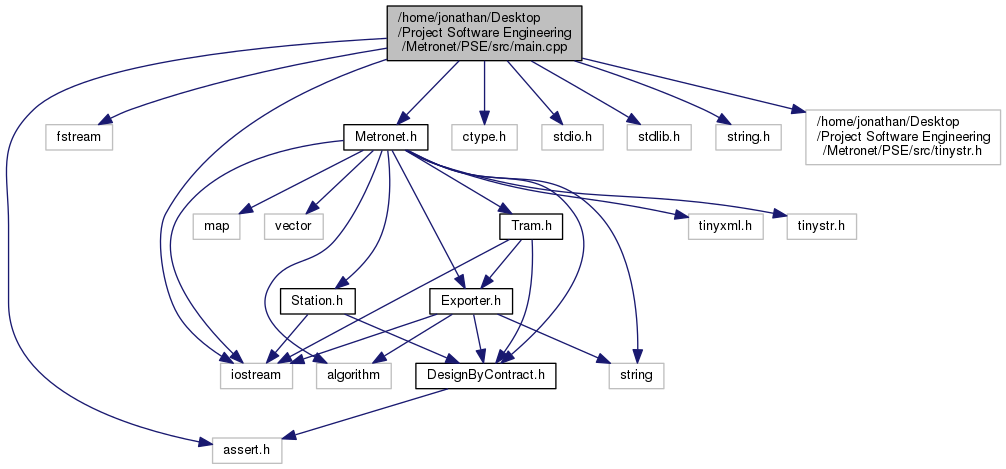 /home/jonathan/Desktop
/Project Software Engineering
/Metronet/PSE/src/main.cpp
fstream
Metronet.h
ctype.h
stdio.h
stdlib.h
string.h
/home/jonathan/Desktop
/Project Software Engineering
/Metronet/PSE/src/tinystr.h
map
vector
Tram.h
tinyxml.h
tinystr.h
Station.h
Exporter.h
iostream
algorithm
DesignByContract.h
string
assert.h